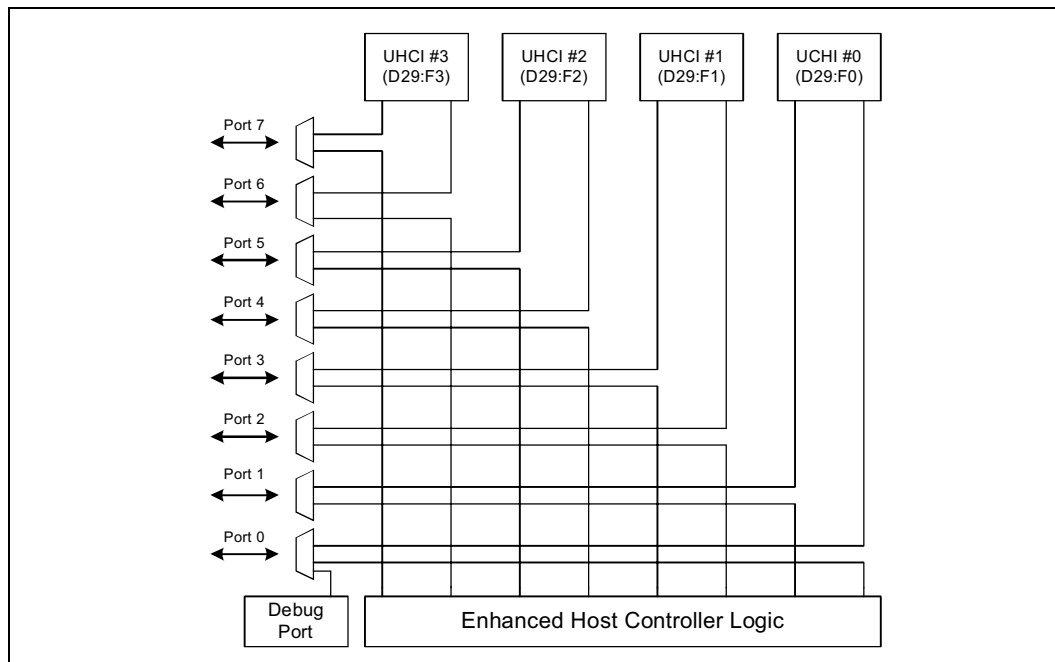 UHCI #3
(D29:F3)
UHCI #2
(D29:F2)
UHCI #1
(D29:F1)
UCHI #0
(D29:F0)
Port 7
Port 6
Port 5
Port 4
Port 3
Port 2
Port 1
Port 0
Debug
Port
Enhanced Host Controller Logic